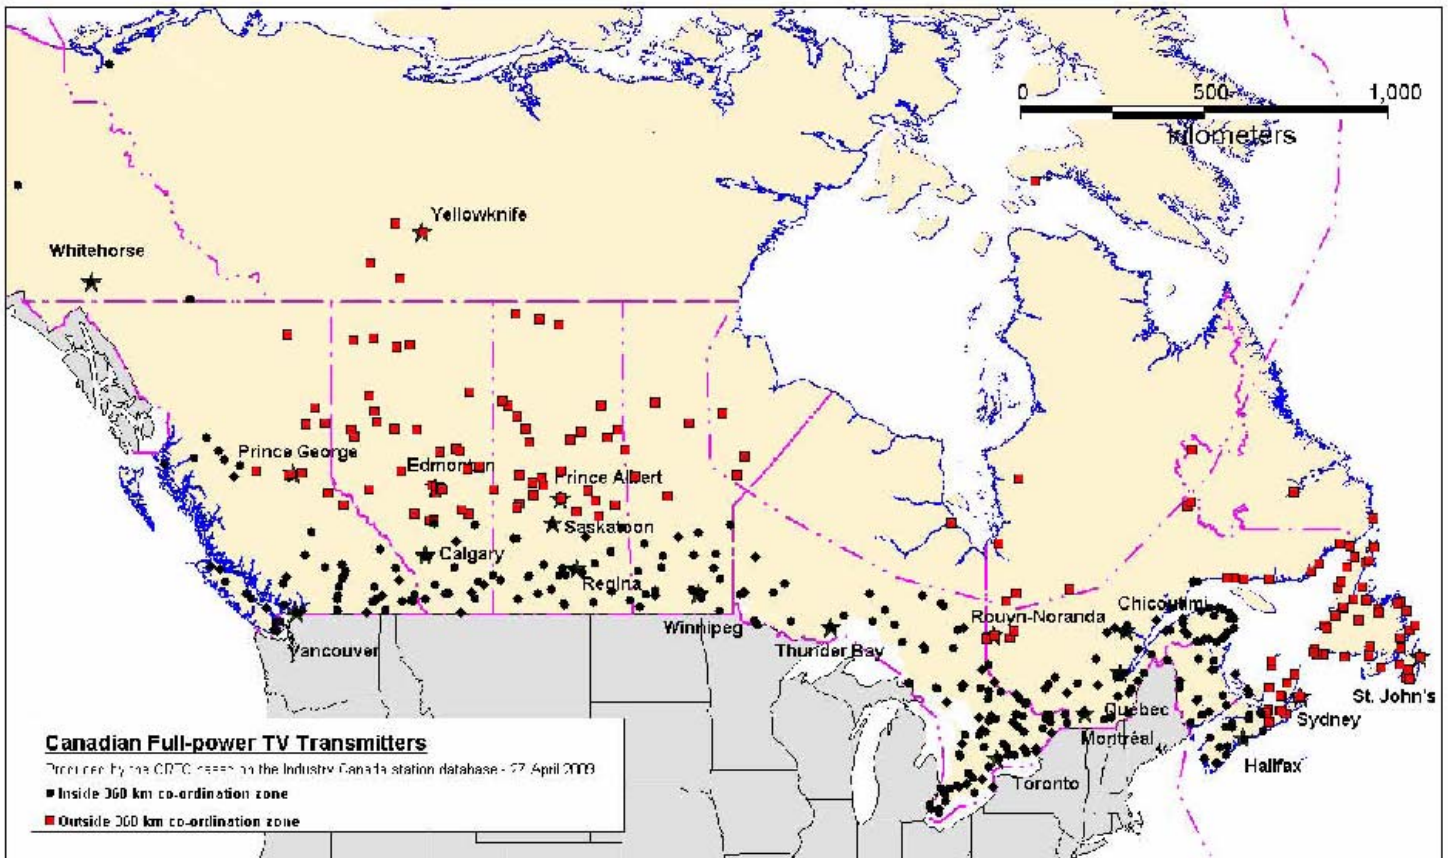 0 500 1,000
kilometers
Yellowknife
Whitehorse
Prince George
Edmonton
Prince Albert
Saskatoon
Calgary
Regina
Winnipeg
Vancouver
Thunder Bay
Rouyn-Noranda
Chicoutimi
Québec
Montréal
Toronto
Halifax
Sydney
St. John's
Canadian Full-power TV Transmitters
Produced by the CRTC based on the Industry Canada station database - 27 April 2009
Inside 360 km co-ordination zone
Outside 360 km co-ordination zone